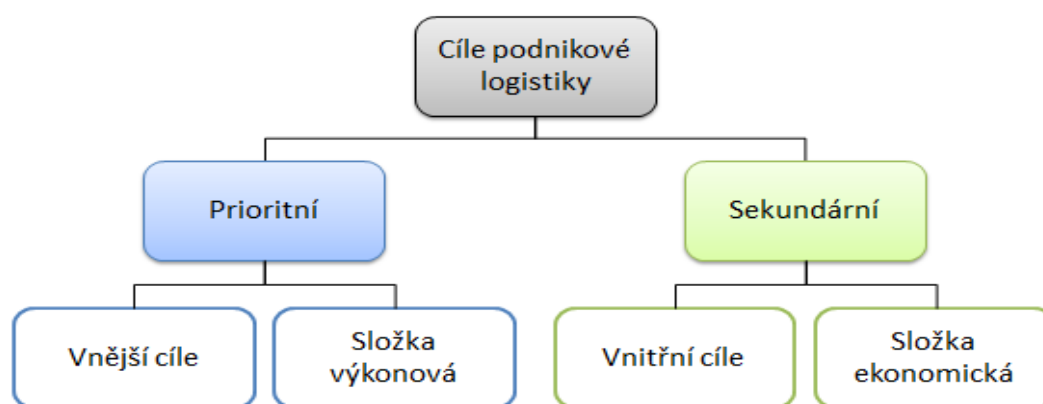 Cíle podnikové
logistiky
Prioritní
Sekundární
Vnější cíle
Složka
výkonová
Vnitřní cíle
Složka
ekonomická